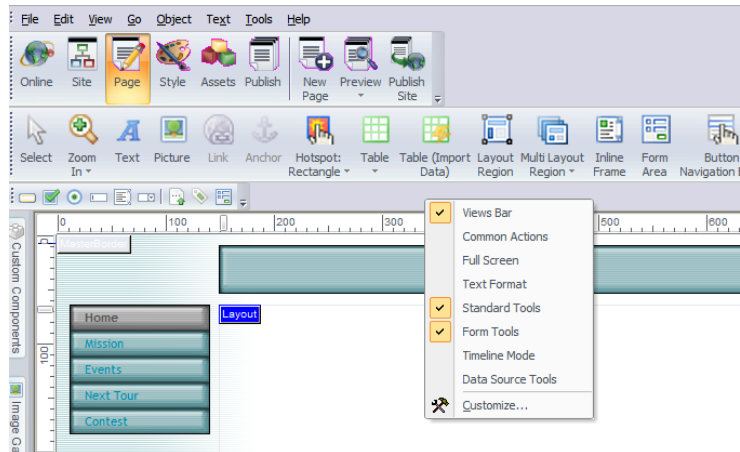 File Edit View Go Object Text Tools Help
Online Site Page Style Assets Publish New Page Preview Publish Site
Select Zoom In Text Picture Link Anchor Hotspot: Rectangle Table Table (Import Data) Layout Region Multi Layout Region Inline Frame Form Area Button Navigation
0 100 200 300 500 600
MasterBorder
Custom Components
Image Ga
100
Layout
Home
Mission
Events
Next Tour
Contest
Views Bar
Common Actions
Full Screen
Text Format
Standard Tools
Form Tools
Timeline Mode
Data Source Tools
Customize...